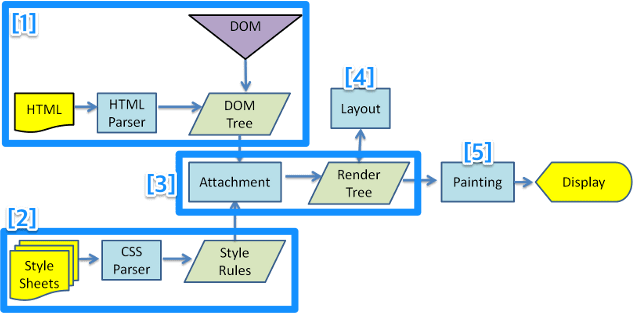 [1]
DOM
HTML
HTML
Parser
DOM
Tree
[4]
Layout
[3]
Attachment
Render
Tree
[5]
Painting
Display
[2]
Style
Sheets
CSS
Parser
Style
Rules